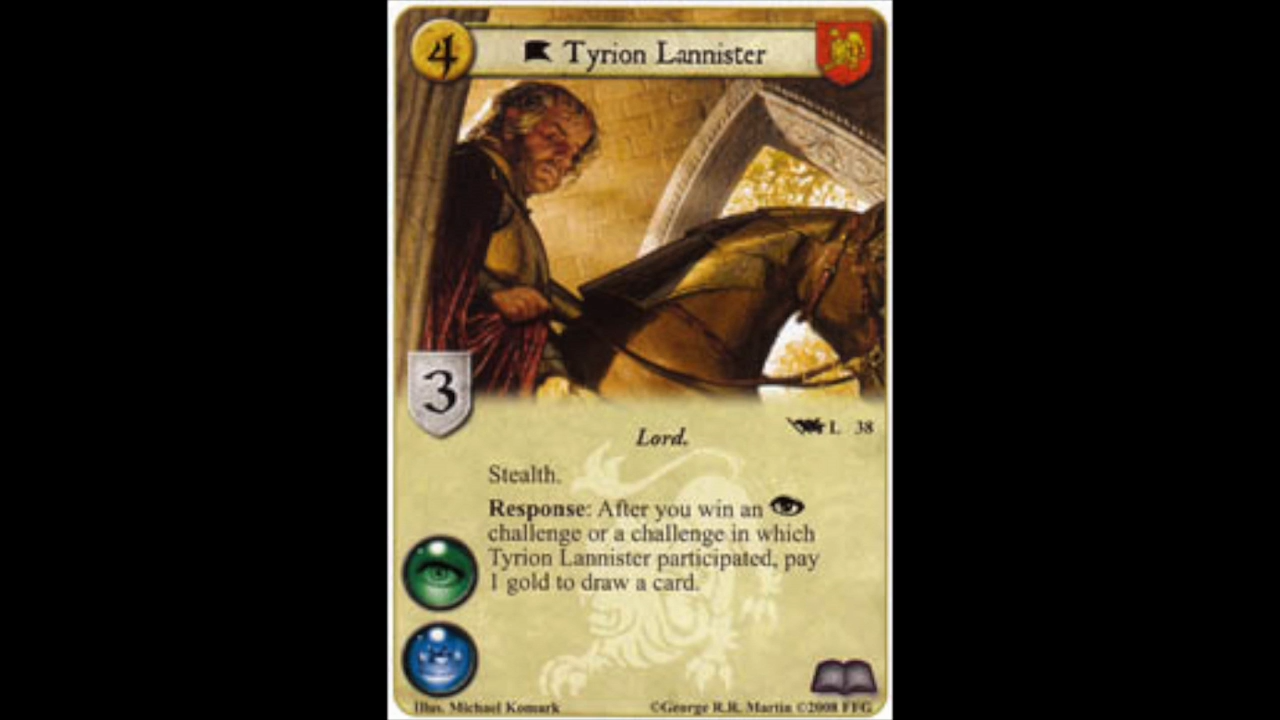 4
Tyrion Lannister
3
L 38
Lord.
Stealth.
Response: After you win an
challenge or a challenge in which
Tyrion Lannister participated, pay
1 gold to draw a card.
Illus. Michael Komark
©George R.R. Martin ©2008 FFG